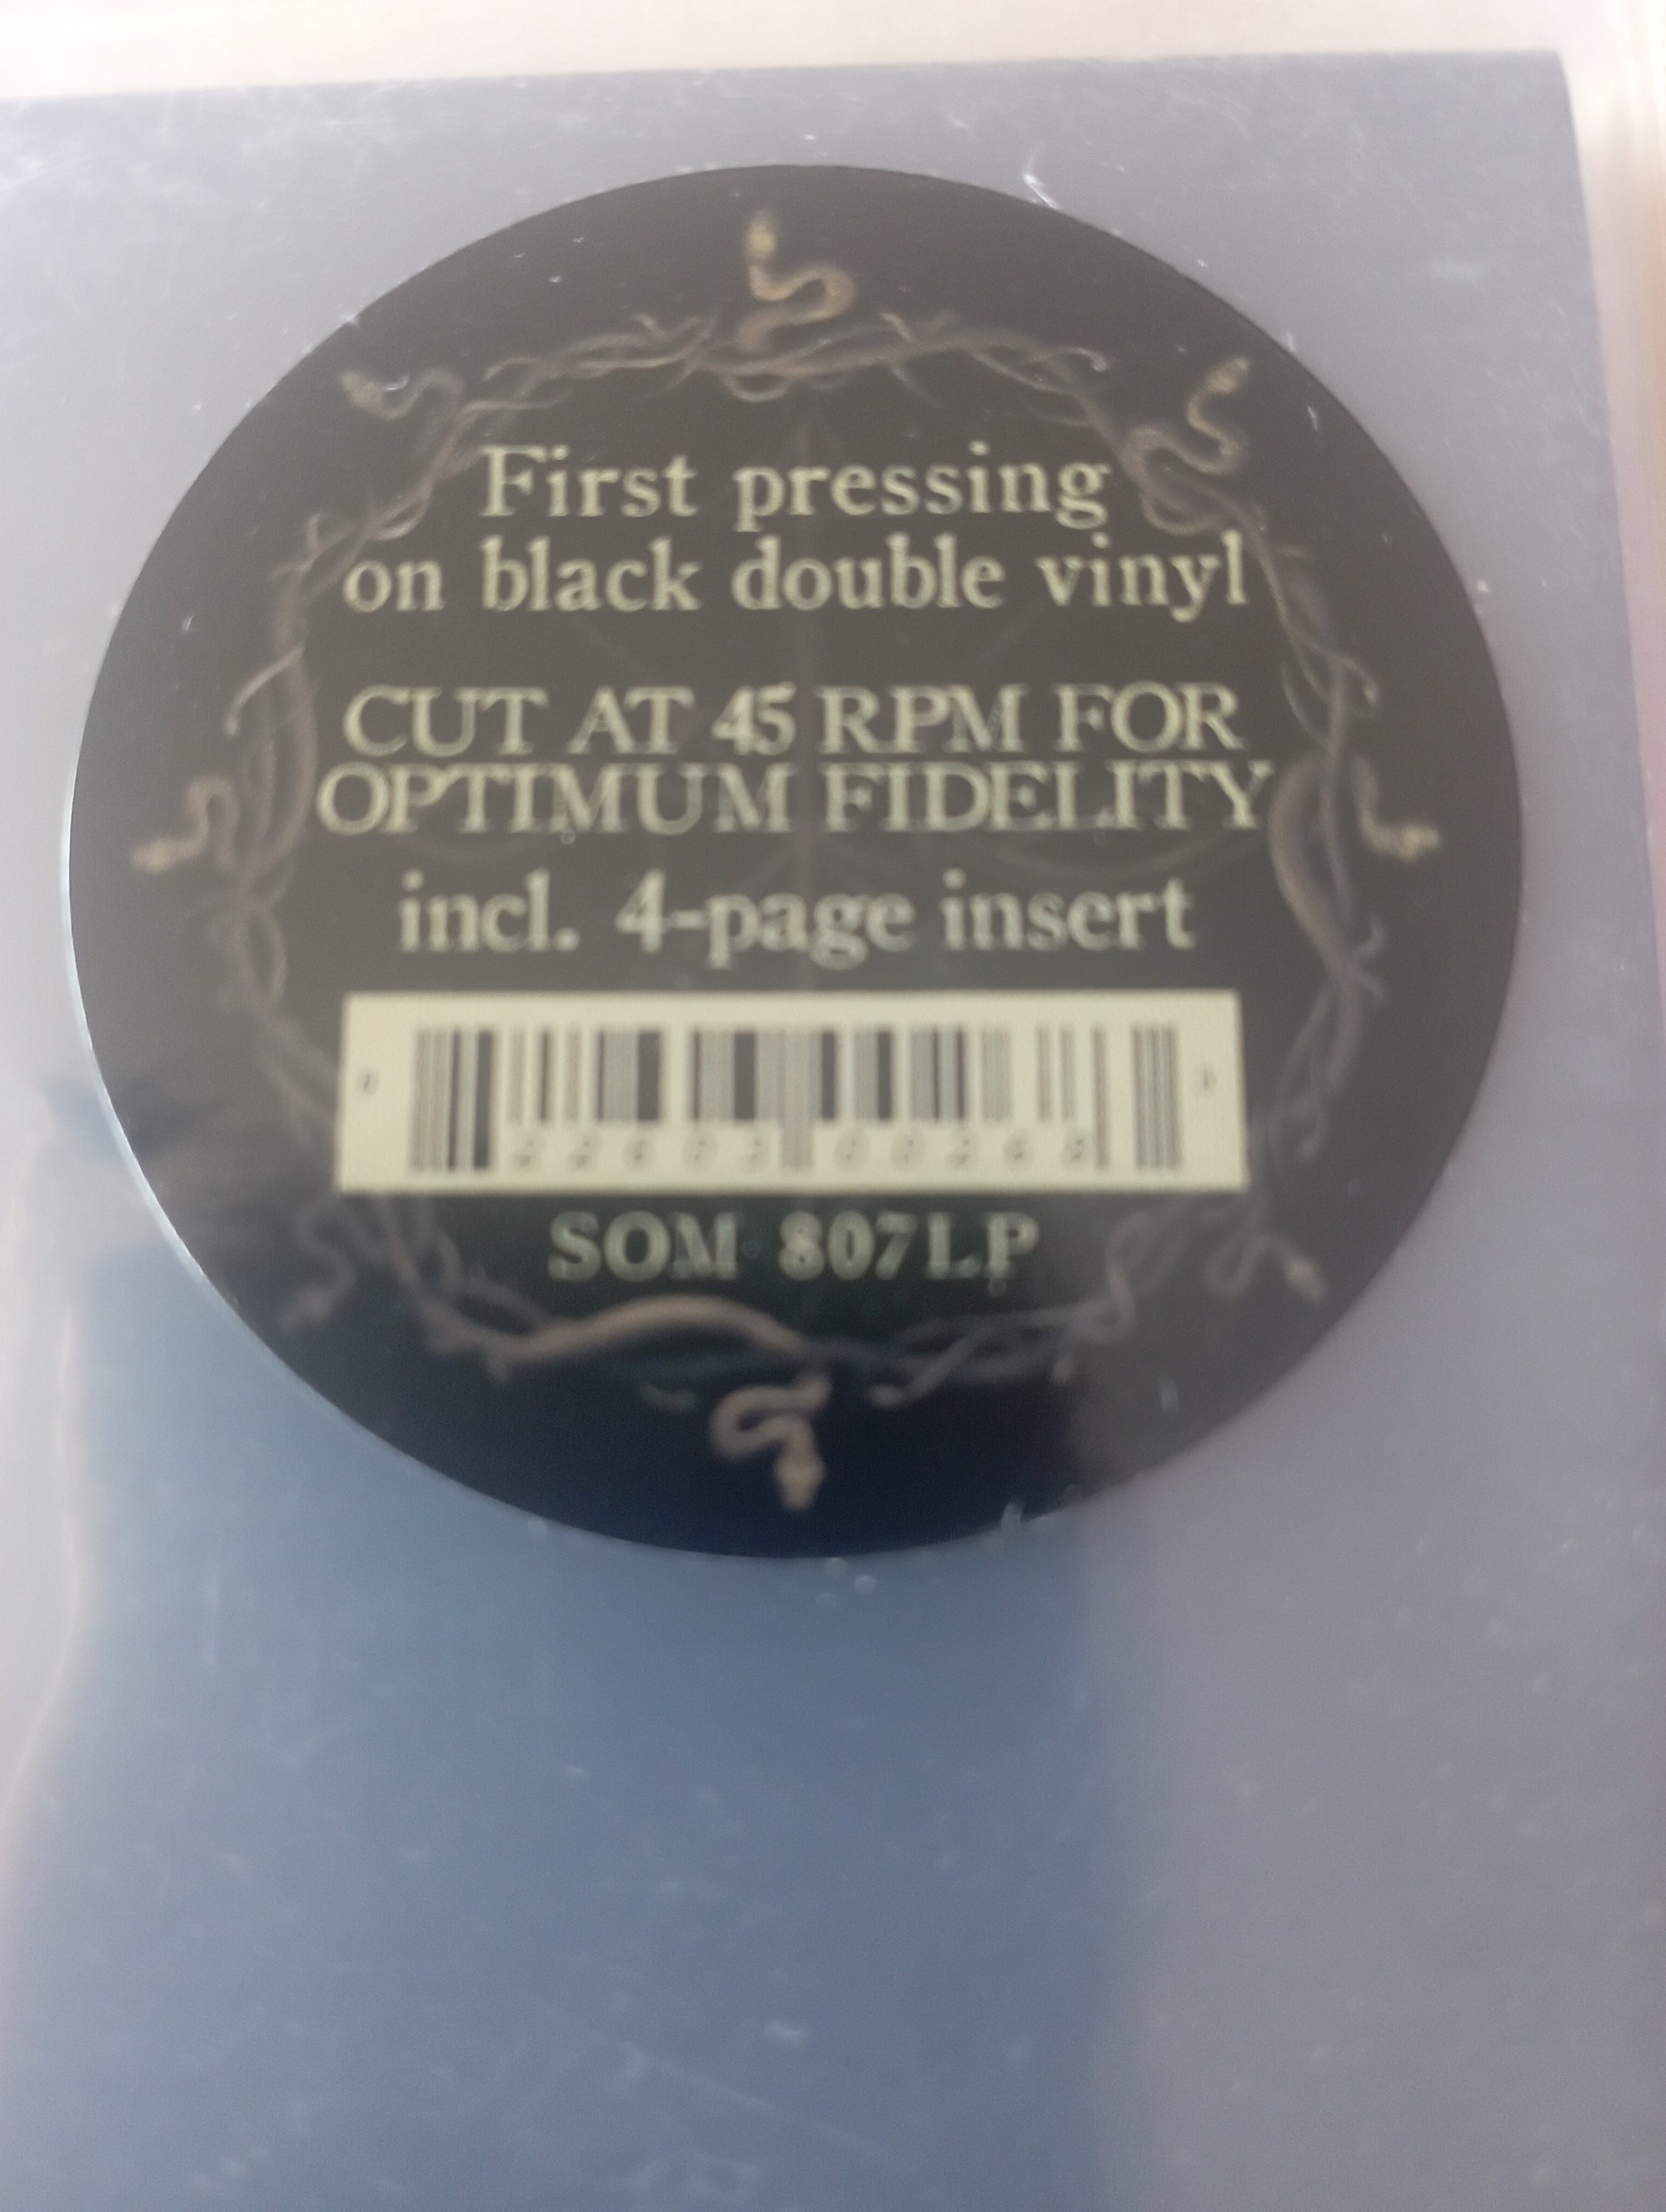 First pressing
on black double vinyl
CUT AT 45 RPM FOR
OPTIMUM FIDELITY
incl. 4-page insert
SOM 807LP